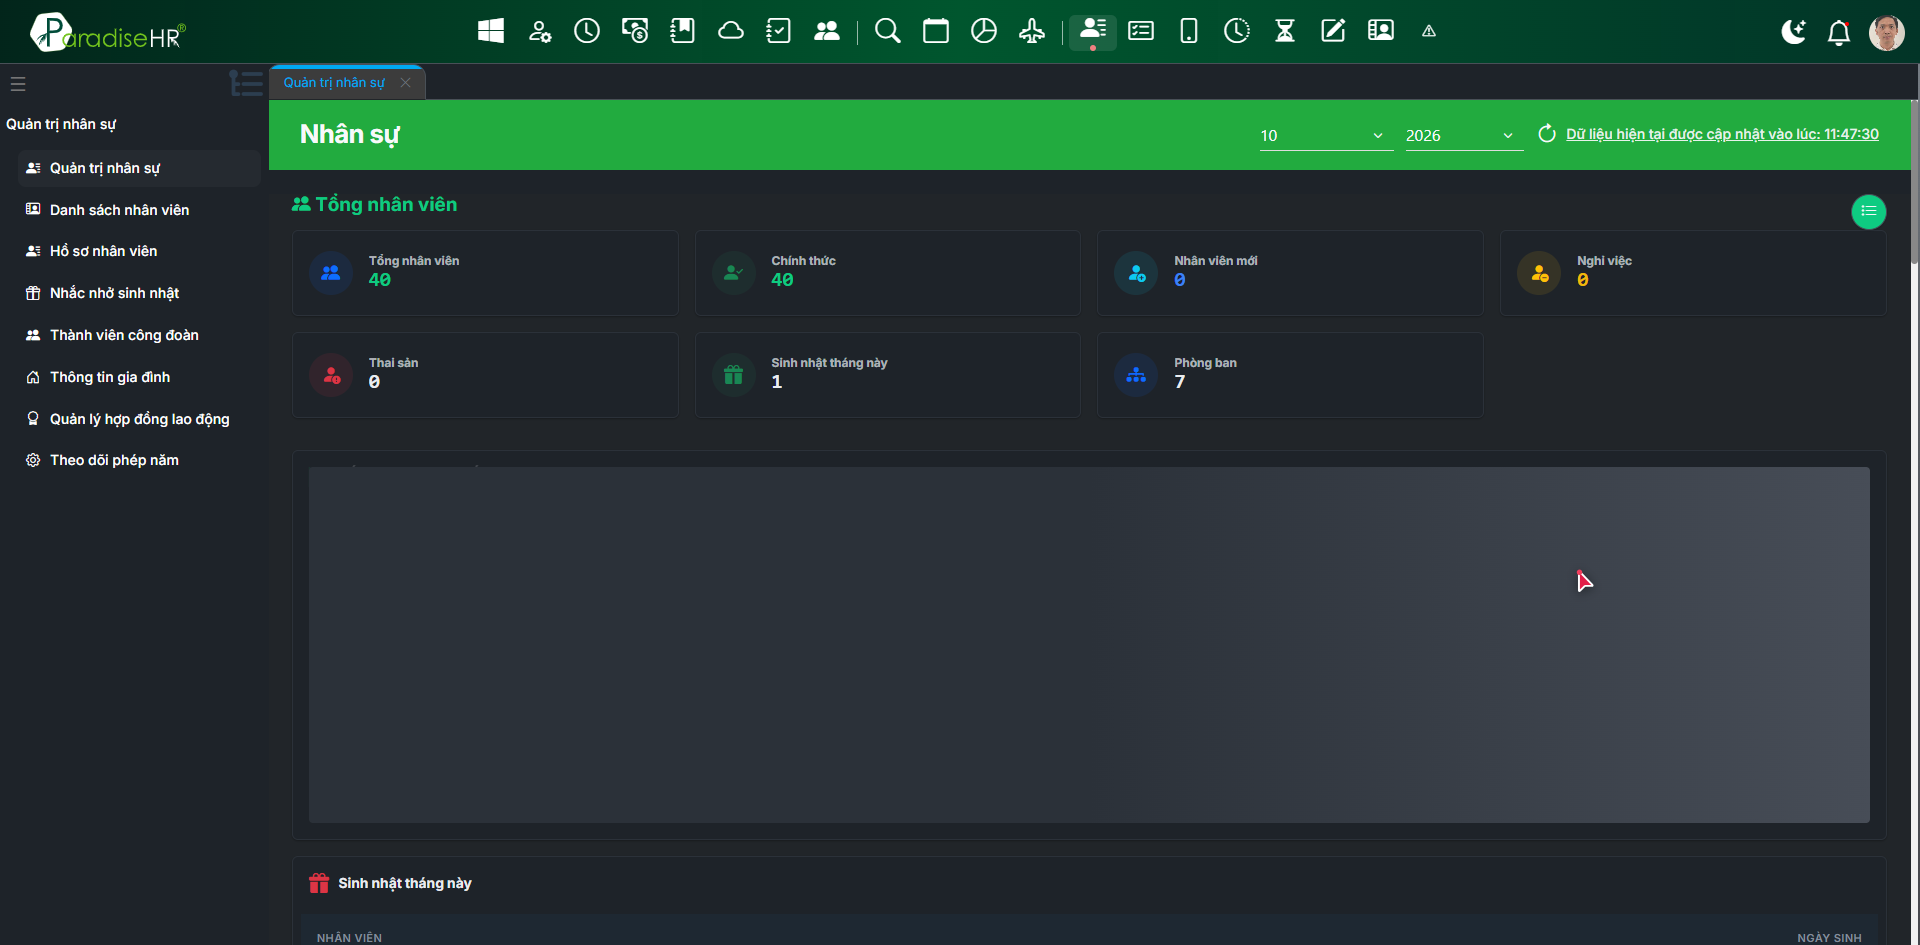 ParadiseHR®
Quản trị nhân sự
Quản trị nhân sự
Nhân sự
10
2026
Dữ liệu hiện tại được cập nhật vào lúc: 11:47:30
Quản trị nhân sự
Danh sách nhân viên
Hồ sơ nhân viên
Nhắc nhở sinh nhật
Thành viên công đoàn
Thông tin gia đình
Quản lý hợp đồng lao động
Theo dõi phép năm
Tổng nhân viên
Tổng nhân viên
40
Chính thức
40
Nhân viên mới
0
Nghỉ việc
0
Thai sản
0
Sinh nhật tháng này
1
Phòng ban
7
Sinh nhật tháng này
NHÂN VIÊN
NGÀY SINH